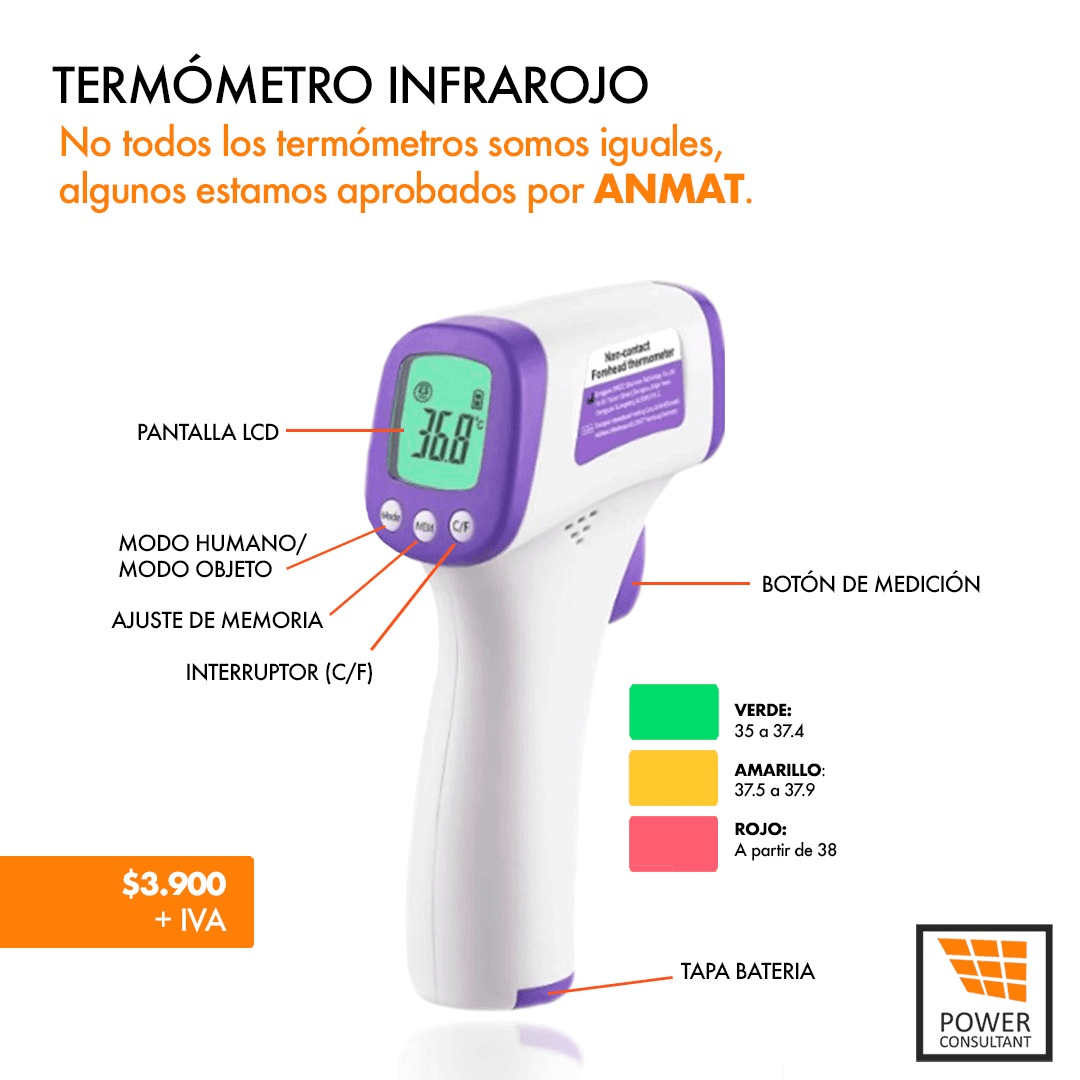 TERMÓMETRO INFRAROJO
No todos los termómetros somos iguales,
algunos estamos aprobados por ANMAT.
Non-contact
Forehead thermometer
36.8 °C
PANTALLA LCD
Mode
MEM
C/F
MODO HUMANO/
MODO OBJETO
AJUSTE DE MEMORIA
INTERRUPTOR (C/F)
BOTÓN DE MEDICIÓN
VERDE:
35 a 37.4
AMARILLO:
37.5 a 37.9
ROJO:
A partir de 38
$3.900
+ IVA
TAPA BATERIA
POWER
CONSULTANT